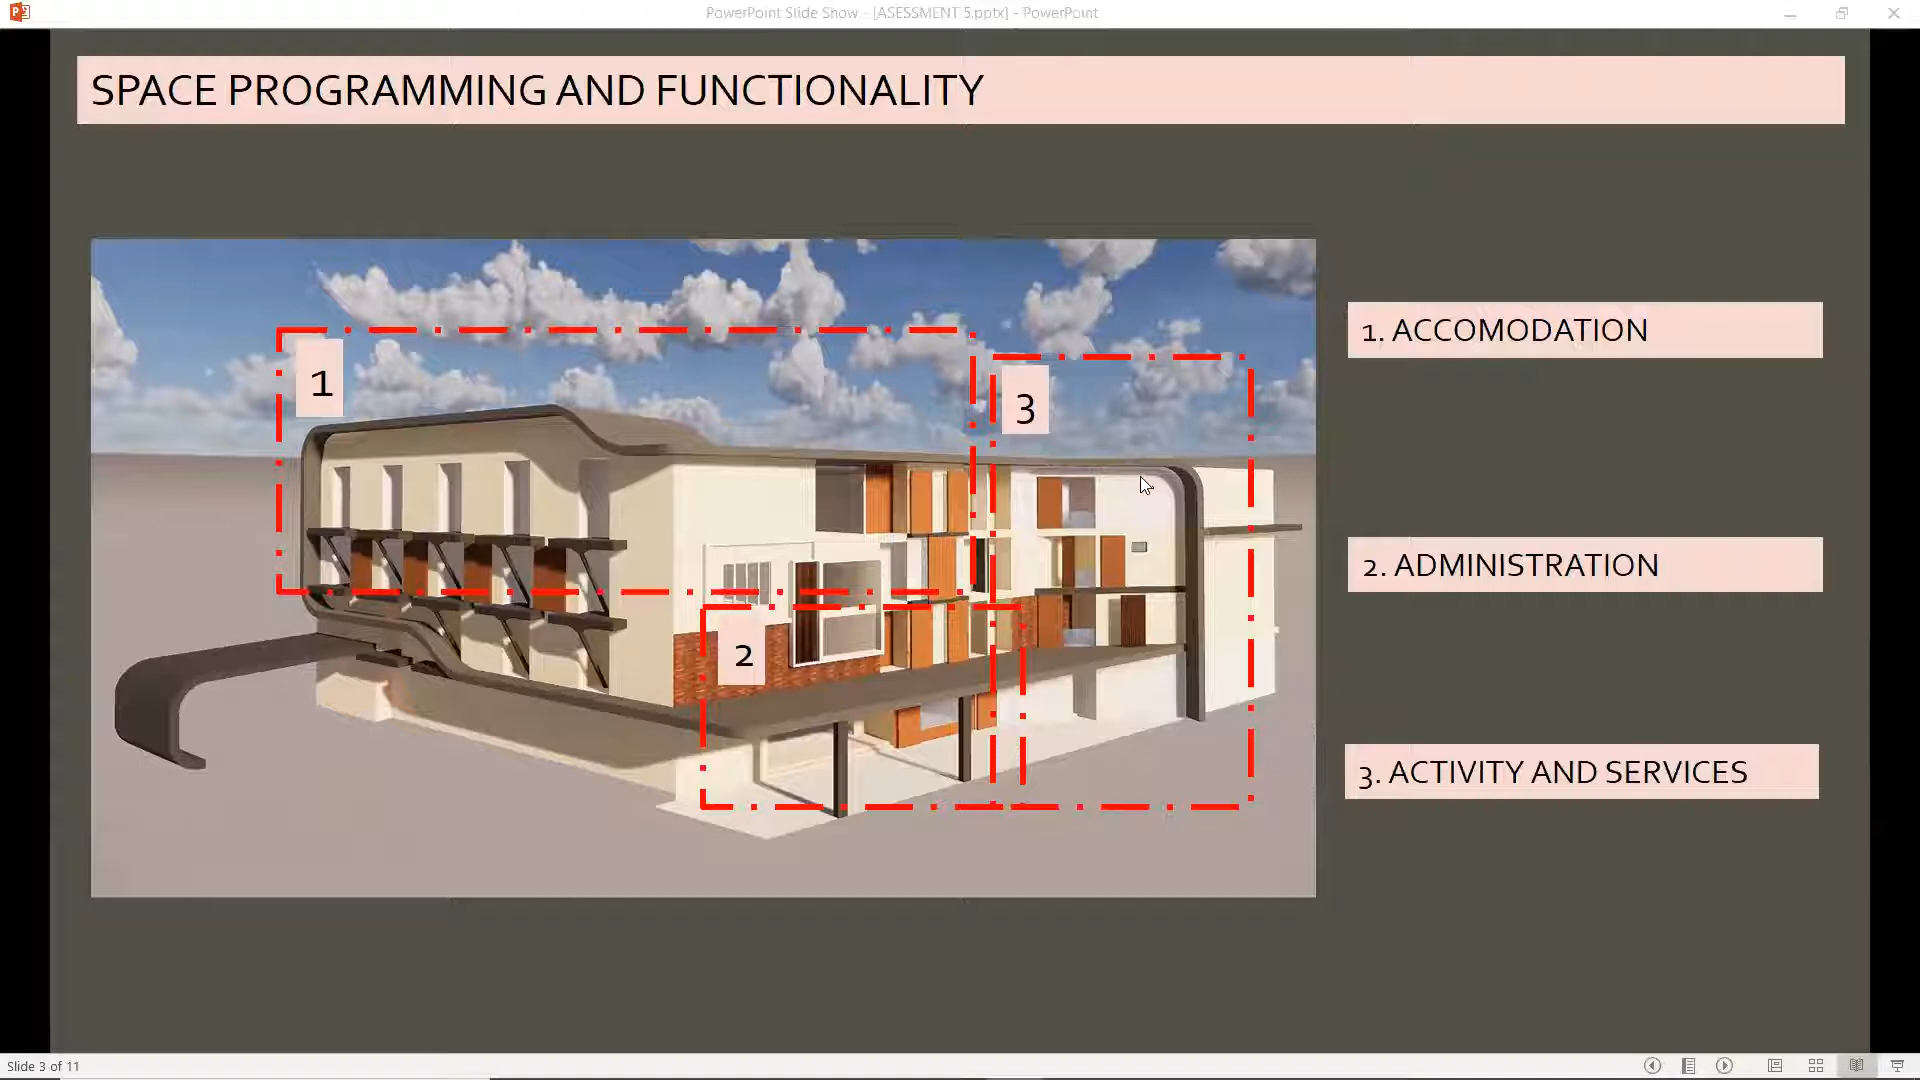 PowerPoint Slide Show - [ASESSMENT 5.pptx] - PowerPoint
SPACE PROGRAMMING AND FUNCTIONALITY
1
3
2
1. ACCOMODATION
2. ADMINISTRATION
3. ACTIVITY AND SERVICES
Slide 3 of 11